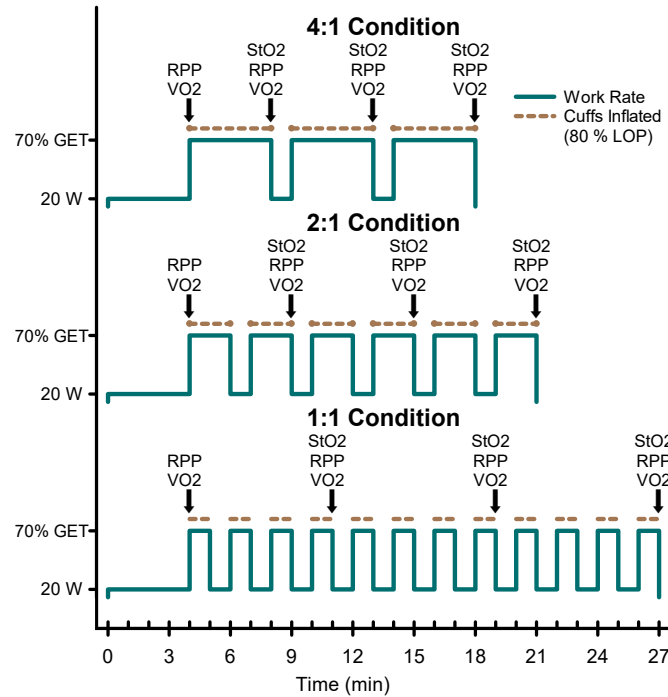 4:1 Condition
StO2 StO2 StO2
RPP RPP RPP RPP
VO2 VO2 VO2 VO2
Work Rate
Cuffs Inflated
(80 % LOP)
70% GET
20 W
2:1 Condition
StO2 StO2 StO2
RPP RPP RPP RPP
VO2 VO2 VO2 VO2
70% GET
20 W
1:1 Condition
StO2 StO2 StO2
RPP RPP RPP RPP
VO2 VO2 VO2 VO2
70% GET
20 W
0 3 6 9 12 15 18 21 24 27
Time (min)